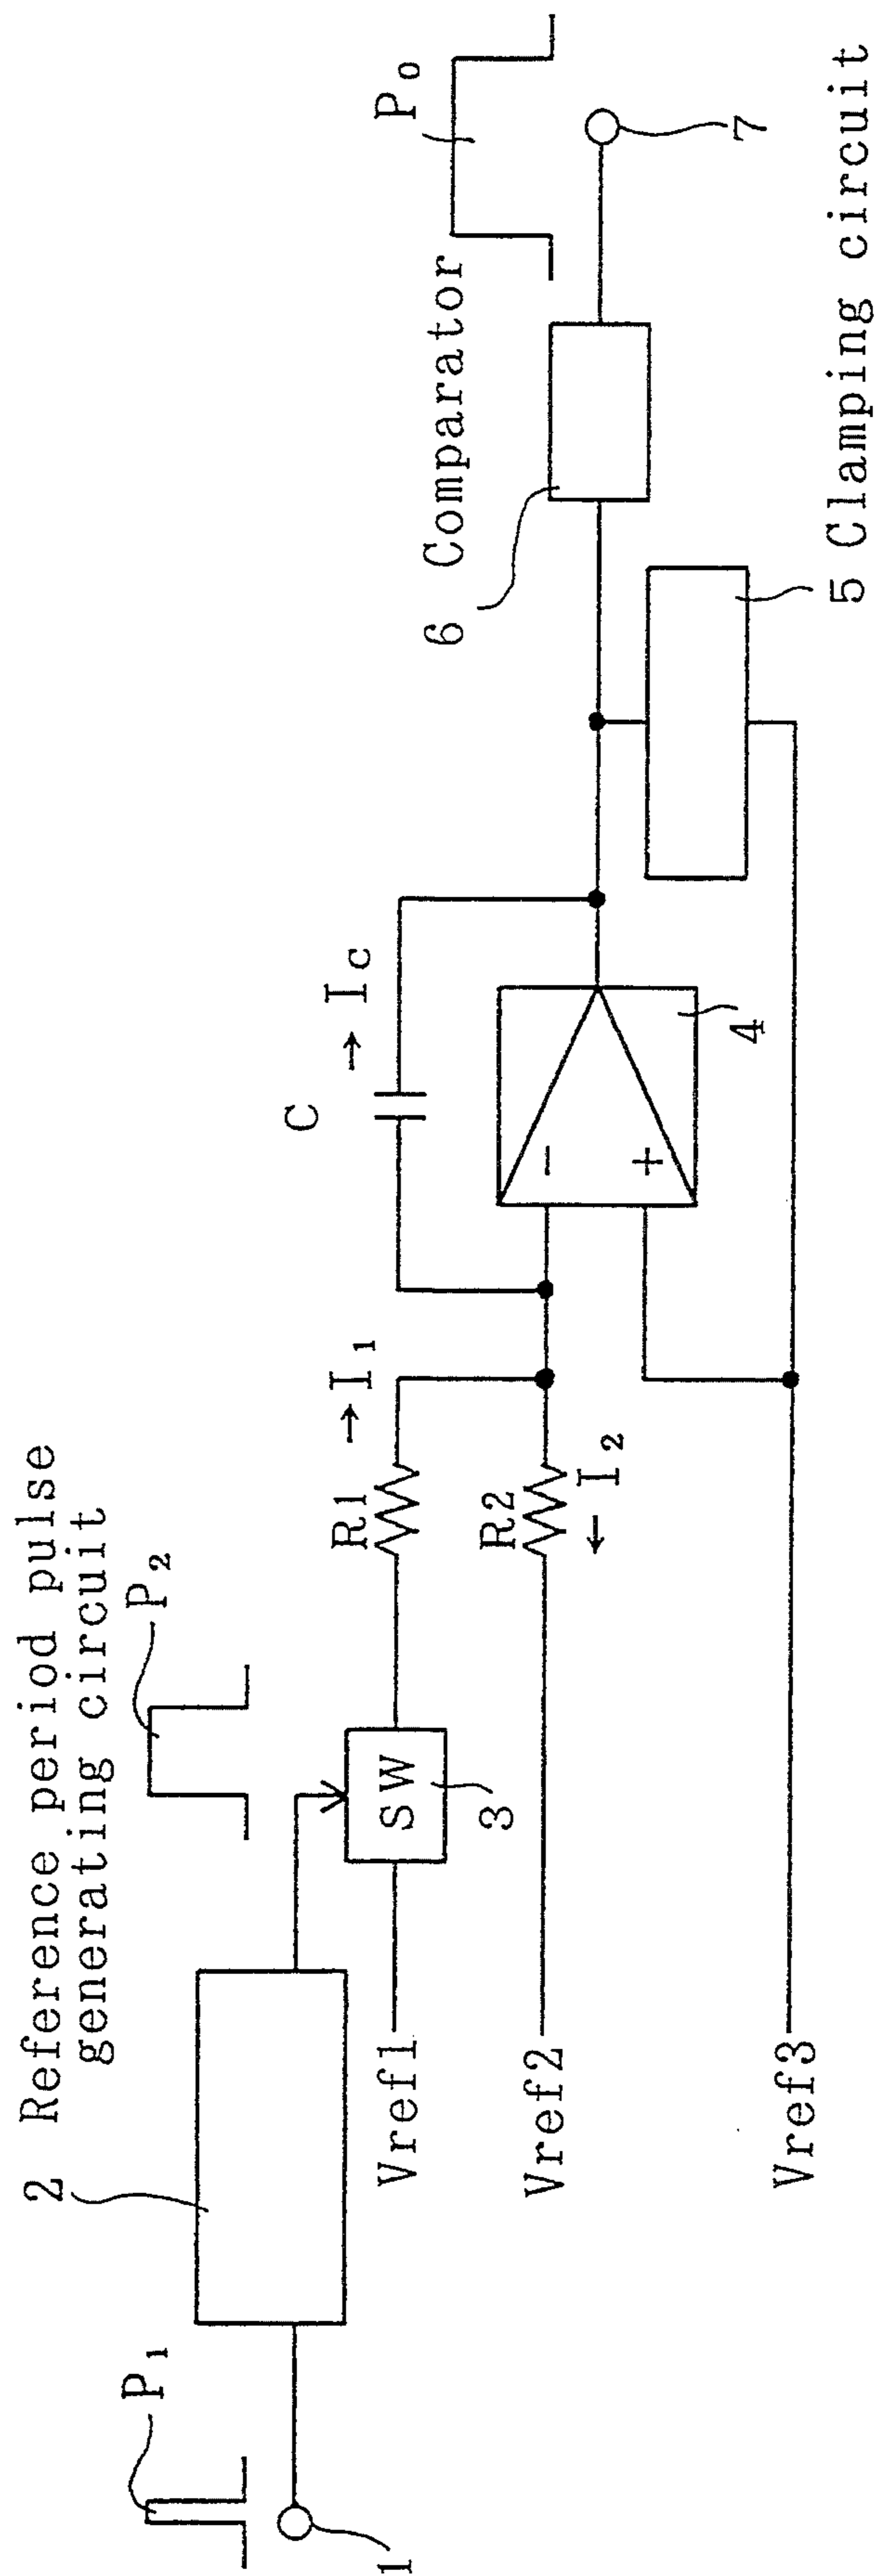 2 Reference period pulse
generating circuit
P1
P2
1
SW
3
Vref1
Vref2
Vref3
R1
→ I1
R2
← I2
C
→ IC
−
+
4
6 Comparator
5 Clamping circuit
P0
7